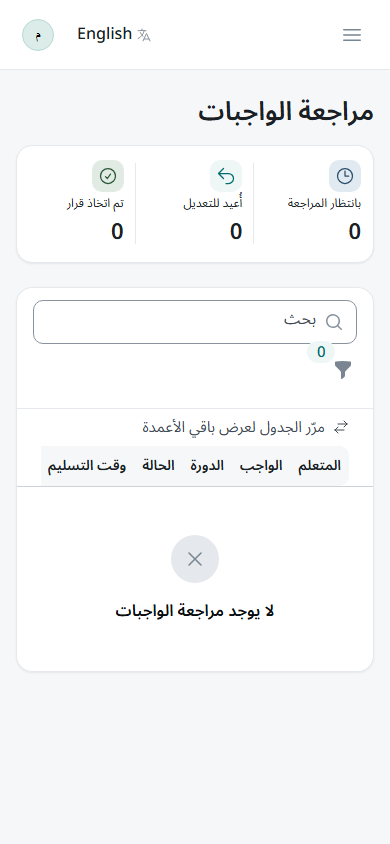 English
م
مراجعة الواجبات
بانتظار المراجعة
0
أُعيد للتعديل
0
تم اتخاذ قرار
0
بحث
0
مرّر الجدول لعرض باقي الأعمدة
المتعلم الواجب الدورة الحالة وقت التسليم
لا يوجد مراجعة الواجبات